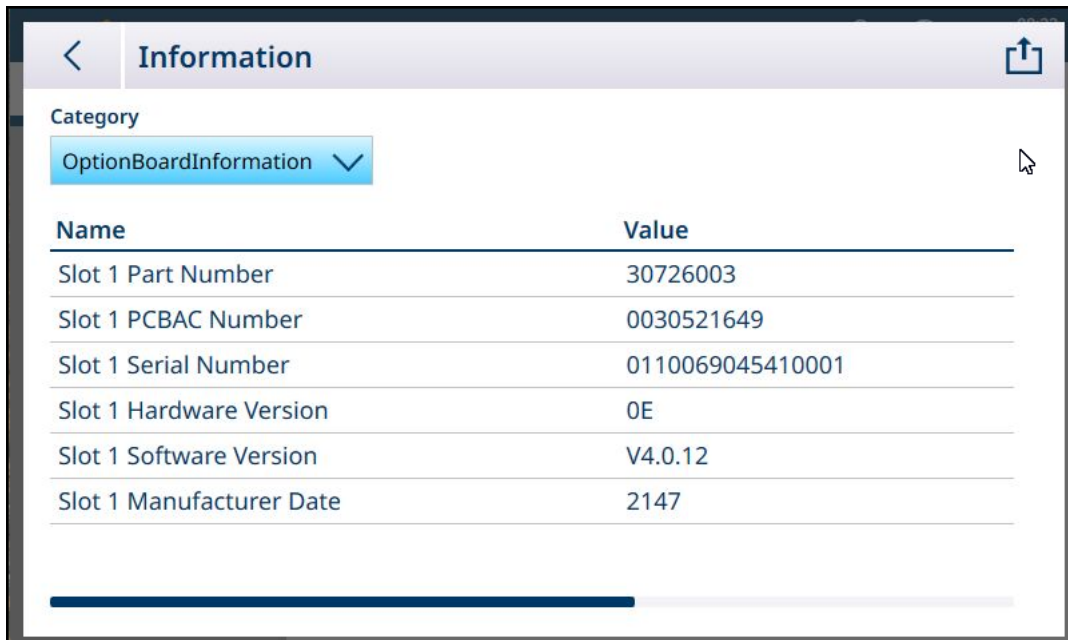 Information
Category
OptionBoardInformation
Name Value
Slot 1 Part Number 30726003
Slot 1 PCBAC Number 0030521649
Slot 1 Serial Number 0110069045410001
Slot 1 Hardware Version 0E
Slot 1 Software Version V4.0.12
Slot 1 Manufacturer Date 2147